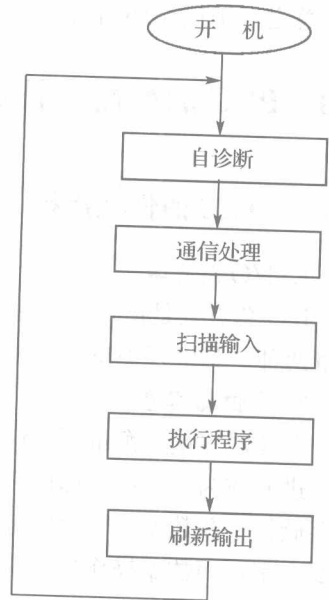 开 机
自诊断
通信处理
扫描输入
执行程序
刷新输出